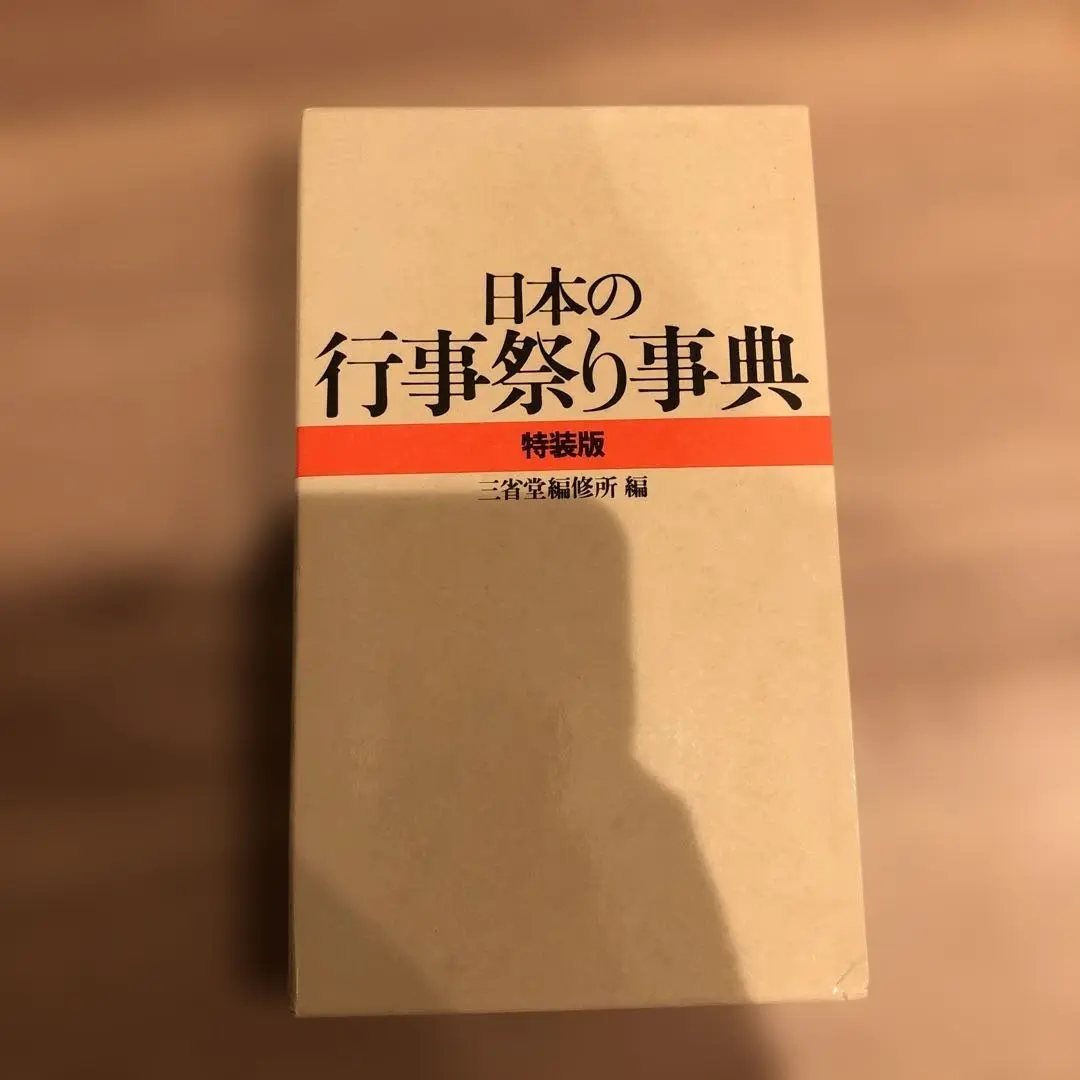 日本の
行事祭り事典
特装版
三省堂編修所 編